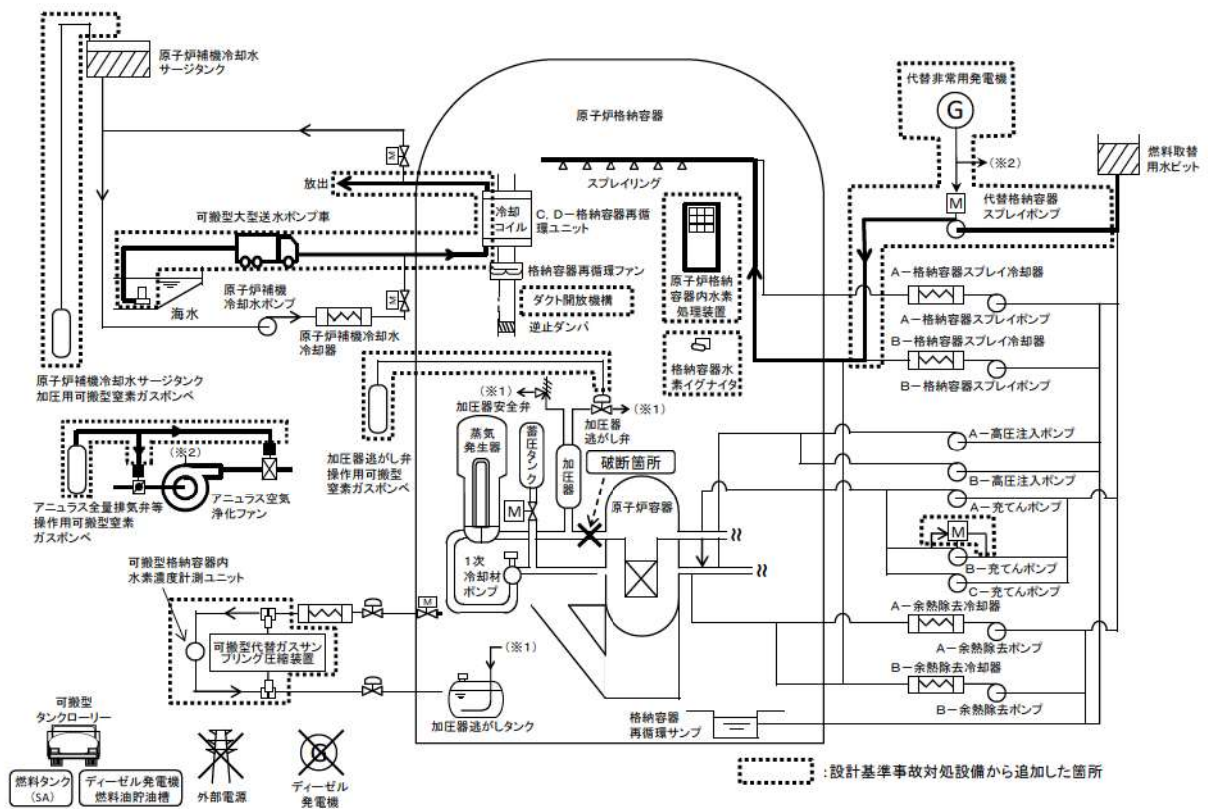 原子炉補機冷却水
サージタンク
原子炉格納容器
代替非常用発電機
G
(※2)
燃料取替
用水ピット
M
代替格納容器
スプレイポンプ
M
放出
スプレイリング
冷却
コイル
C, D-格納容器再循
環ユニット
可搬型大型送水ポンプ車
格納容器再循環ファン
原子炉格納
容器内水素
処理装置
A-格納容器スプレイ冷却器
A-格納容器スプレイポンプ
原子炉補機
冷却水ポンプ
M
海水
ダクト開放機構
逆止ダンパ
原子炉補機冷却水
冷却器
B-格納容器スプレイ冷却器
B-格納容器スプレイポンプ
格納容器水
素イグナイタ
原子炉補機冷却水サージタンク
加圧用可搬型窒素ガスボンベ
(※1)
加圧器安全弁
(※1)
加圧器
逃がし弁
蒸気
発生器
蓄圧タンク
加圧器
破断箇所
加圧器逃がし弁
操作用可搬型
窒素ガスボンベ
A-高圧注入ポンプ
B-高圧注入ポンプ
A-充てんポンプ
(※2)
アニュラス空気
浄化ファン
アニュラス全量排気弁等
操作用可搬型窒素
ガスボンベ
M
原子炉容器
M
B-充てんポンプ
C-充てんポンプ
1次
冷却材
ポンプ
可搬型格納容器内
水素濃度計測ユニット
M
A-余熱除去冷却器
A-余熱除去ポンプ
可搬型代替ガスサン
プリング圧縮装置
(※1)
B-余熱除去冷却器
B-余熱除去ポンプ
加圧器逃がしタンク
格納容器
再循環サンプ
可搬型
タンクローリー
燃料タンク
(SA)
ディーゼル発電機
燃料油貯油槽
外部電源
ディーゼル
発電機
:設計基準事故対処設備から追加した箇所